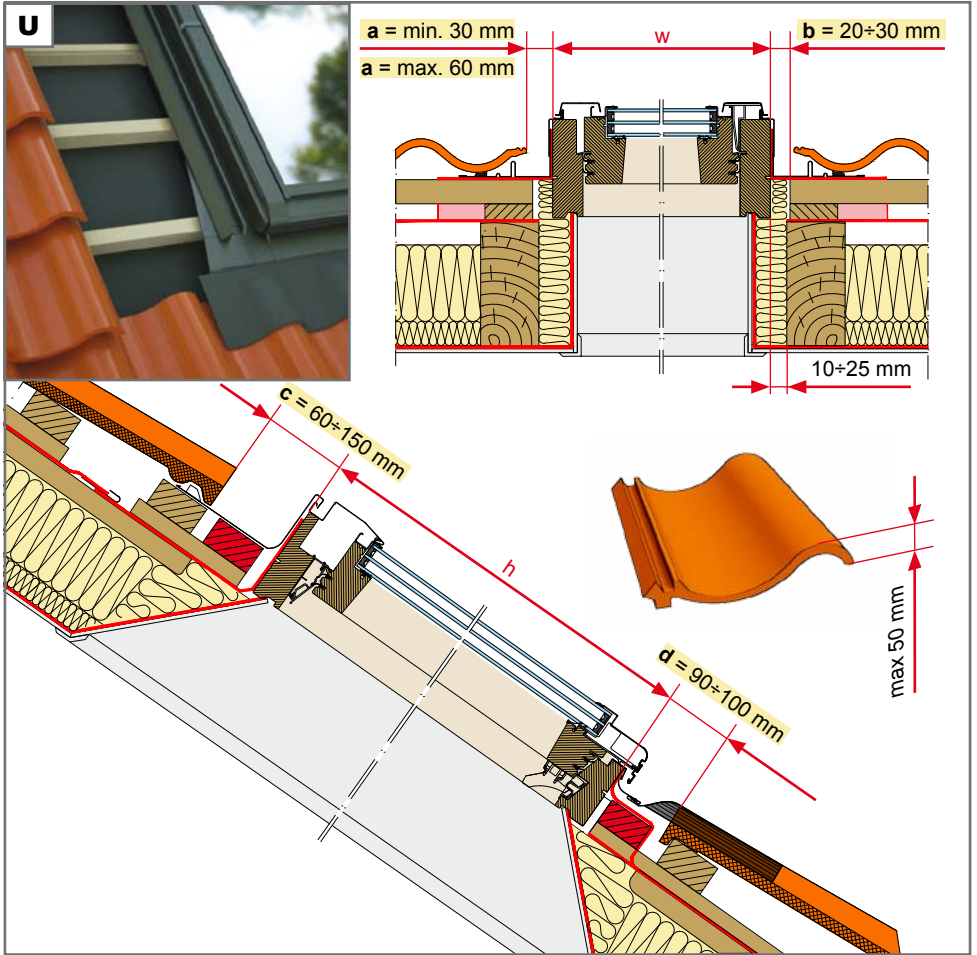 U
a = min. 30 mm
a = max. 60 mm
w
b = 20÷30 mm
10÷25 mm
c = 60÷150 mm
h
d = 90÷100 mm
max 50 mm